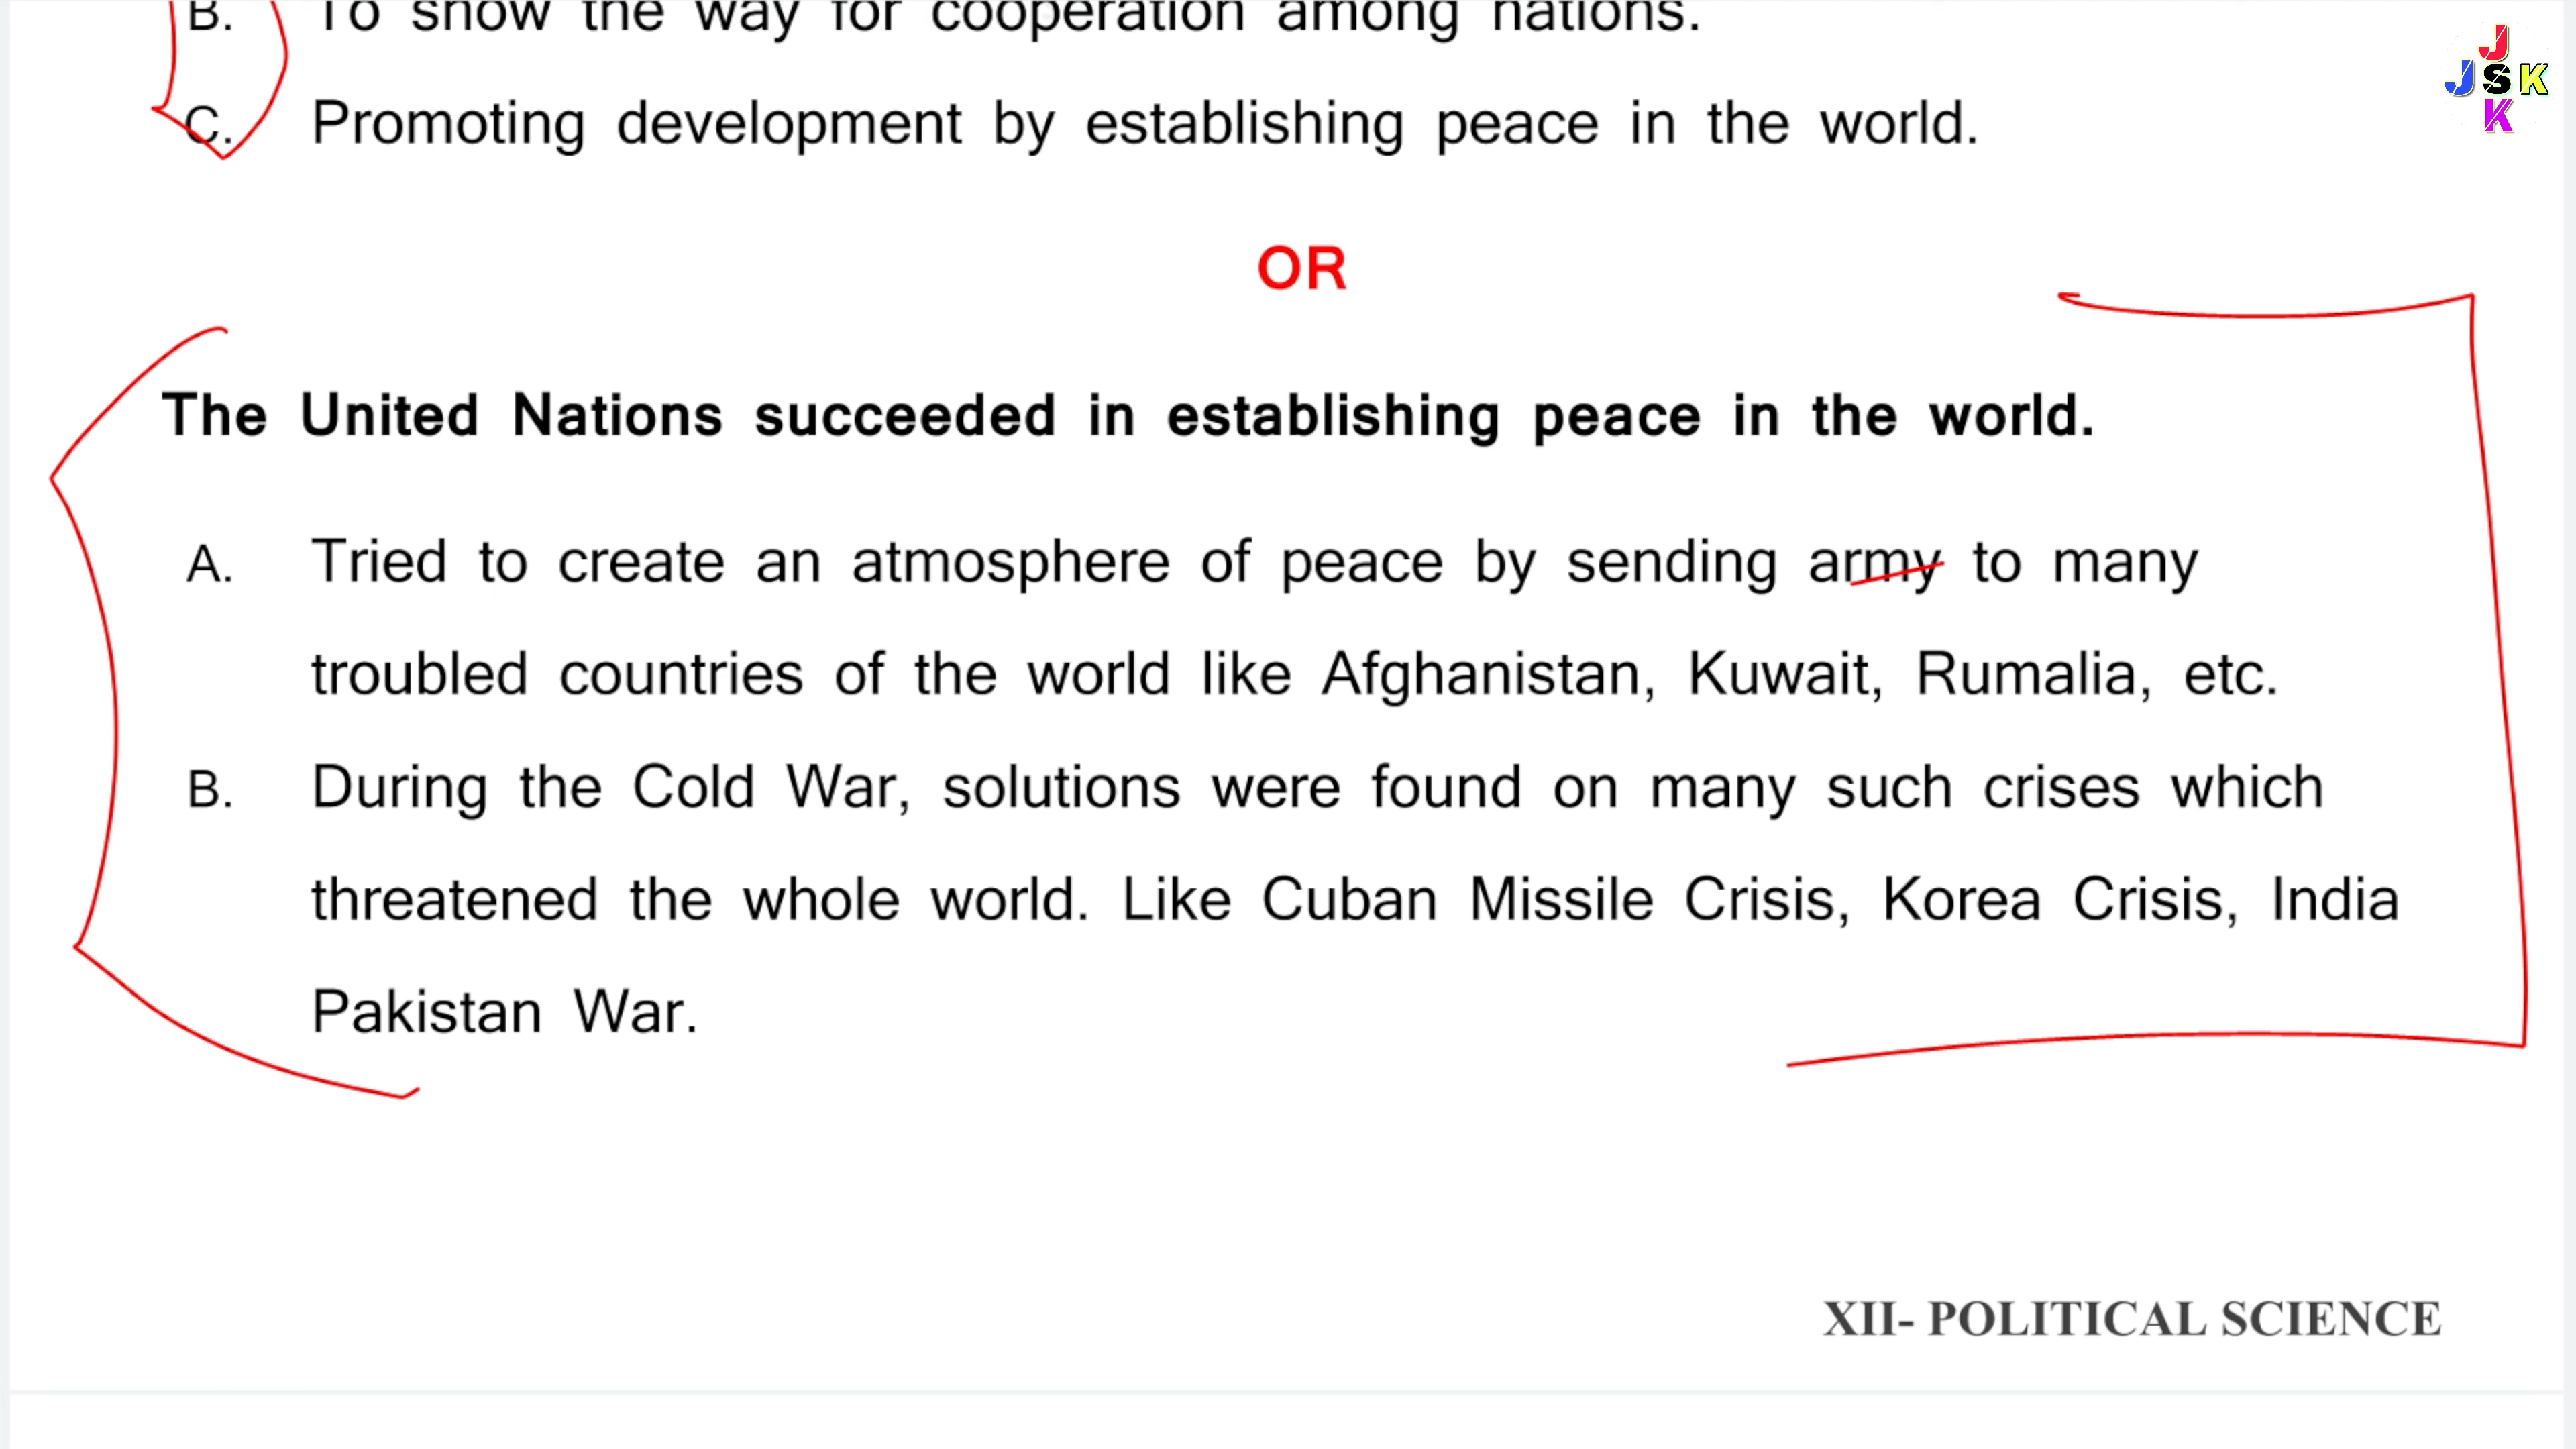 B. To show the way for cooperation among nations.
J
JSK
K
C. Promoting development by establishing peace in the world.
OR
The United Nations succeeded in establishing peace in the world.
A. Tried to create an atmosphere of peace by sending army to many
troubled countries of the world like Afghanistan, Kuwait, Rumalia, etc.
B. During the Cold War, solutions were found on many such crises which
threatened the whole world. Like Cuban Missile Crisis, Korea Crisis, India
Pakistan War.
XII- POLITICAL SCIENCE